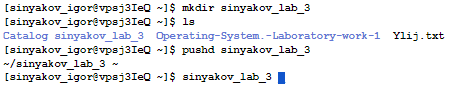 [sinyakov_igor@vpsj3IeQ ~]$ mkdir sinyakov_lab_3
[sinyakov_igor@vpsj3IeQ ~]$ ls
Catalog sinyakov_lab_3  Operating-System.-Laboratory-work-1  Ylij.txt
[sinyakov_igor@vpsj3IeQ ~]$ pushd sinyakov_lab_3
~/sinyakov_lab_3 ~
[sinyakov_igor@vpsj3IeQ ~]$ sinyakov_lab_3